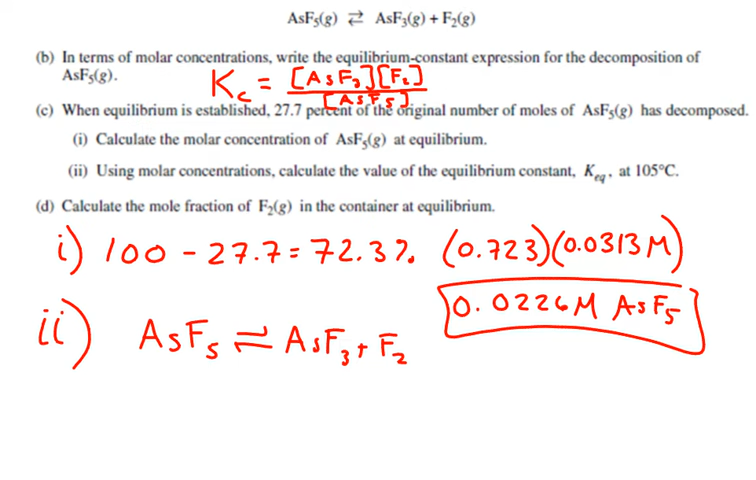 AsF₅(g) ⇄ AsF₃(g) + F₂(g)
(b) In terms of molar concentrations, write the equilibrium-constant expression for the decomposition of
AsF₅(g).
K_c = [AsF₃][F₂] / [AsF₅]
(c) When equilibrium is established, 27.7 percent of the original number of moles of AsF₅(g) has decomposed.
(i) Calculate the molar concentration of AsF₅(g) at equilibrium.
(ii) Using molar concentrations, calculate the value of the equilibrium constant, K_eq, at 105°C.
(d) Calculate the mole fraction of F₂(g) in the container at equilibrium.
i) 100 - 27.7 = 72.3% (0.723)(0.0313M)
0.0226M AsF₅
ii) AsF₅ ⇌ AsF₃ + F₂